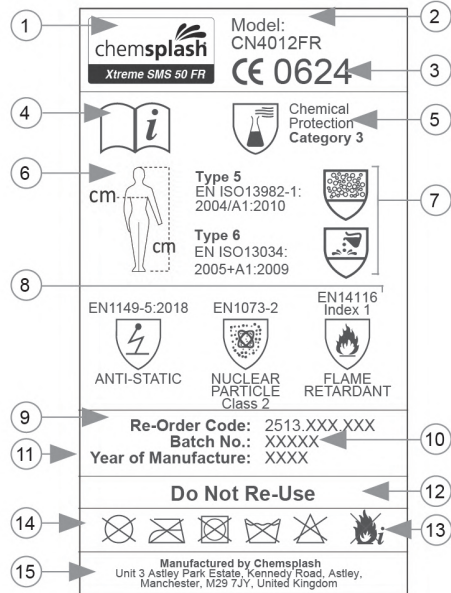 1
chemsplash
Xtreme SMS 50 FR
Model:
CN4012FR
2
CE 0624
3
4
i
Chemical
Protection
Category 3
5
6
cm
cm
Type 5
EN ISO13982-1:
2004/A1:2010
Type 6
EN ISO13034:
2005+A1:2009
7
8
EN1149-5:2018
ANTI-STATIC
EN1073-2
NUCLEAR
PARTICLE
Class 2
EN14116
Index 1
FLAME
RETARDANT
9
Re-Order Code: 2513.XXX.XXX
Batch No.: XXXXX
10
11
Year of Manufacture: XXXX
Do Not Re-Use
12
14
i
13
15
Manufactured by Chemsplash
Unit 3 Astley Park Estate, Kennedy Road, Astley,
Manchester, M29 7JY, United Kingdom